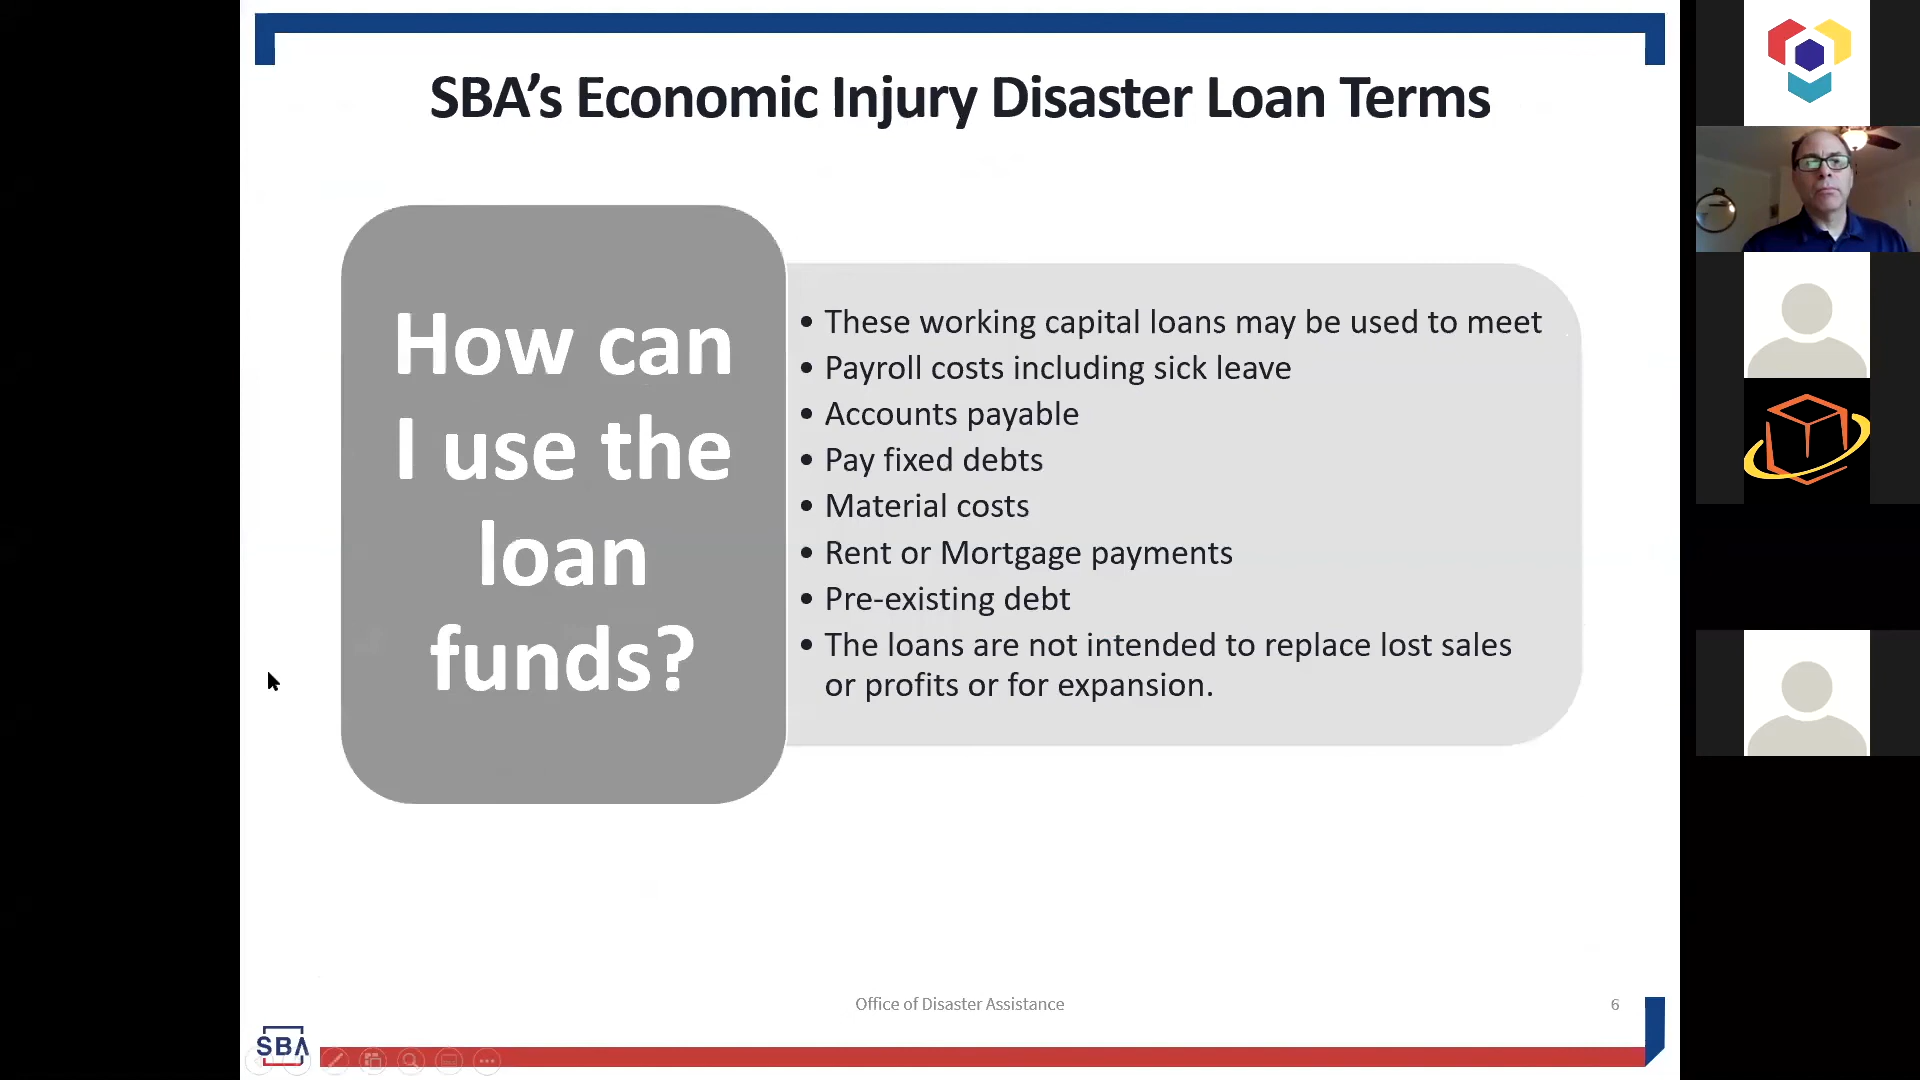 SBA's Economic Injury Disaster Loan Terms
How can
I use the
loan
funds?
• These working capital loans may be used to meet
• Payroll costs including sick leave
• Accounts payable
• Pay fixed debts
• Material costs
• Rent or Mortgage payments
• Pre-existing debt
• The loans are not intended to replace lost sales
or profits or for expansion.
Office of Disaster Assistance
6
SBA